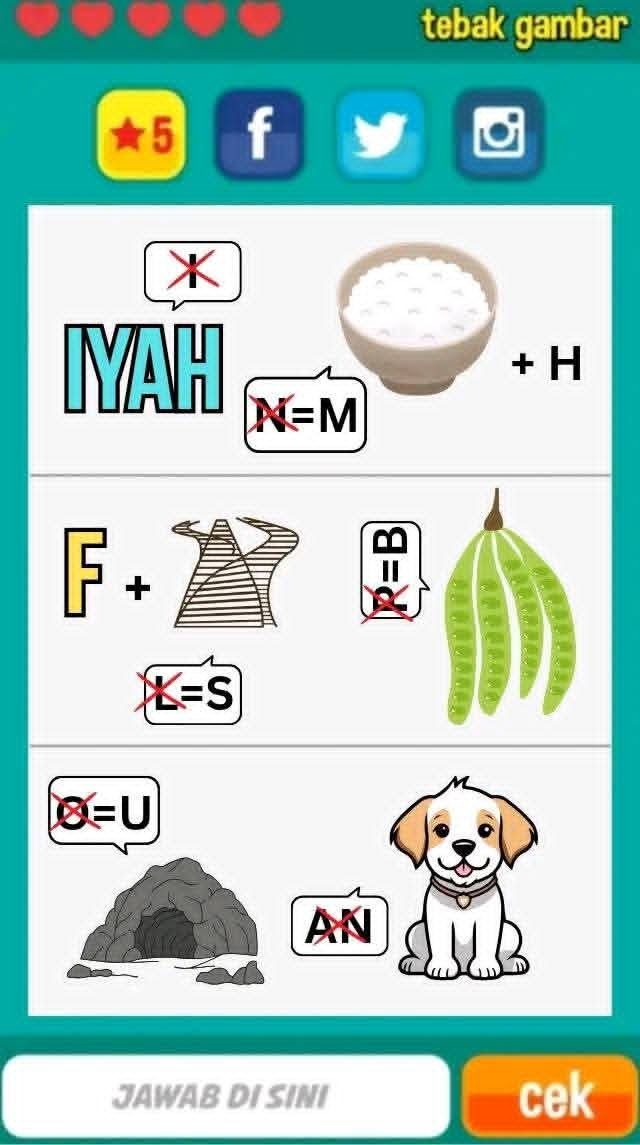 tebak gambar
5
f
I
IYAH
N=M
+ H
F +
P=B
L=S
O=U
AN
JAWAB DI SINI
cek